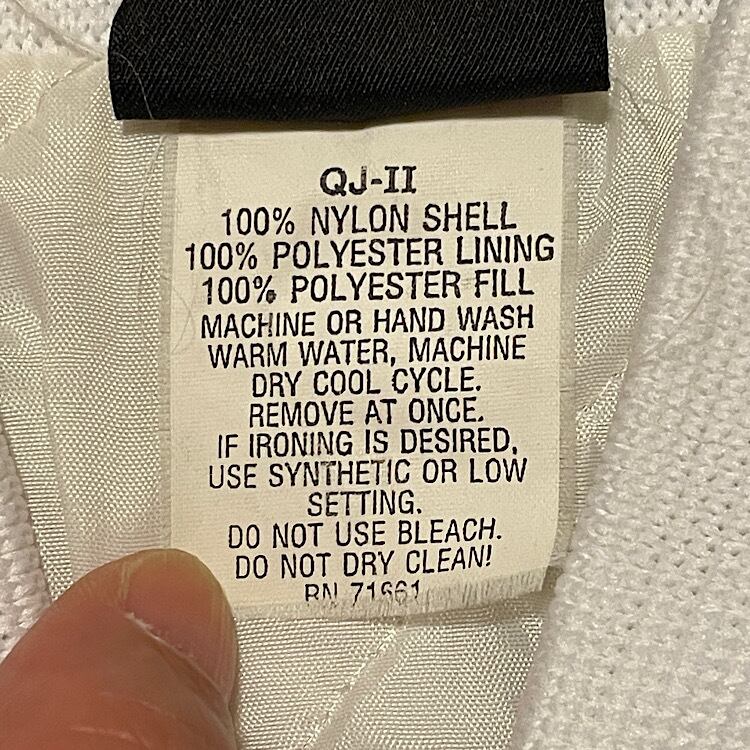 QJ-II
100% NYLON SHELL
100% POLYESTER LINING
100% POLYESTER FILL
MACHINE OR HAND WASH
WARM WATER, MACHINE
DRY COOL CYCLE.
REMOVE AT ONCE.
IF IRONING IS DESIRED,
USE SYNTHETIC OR LOW
SETTING.
DO NOT USE BLEACH.
DO NOT DRY CLEAN!
RN 71661